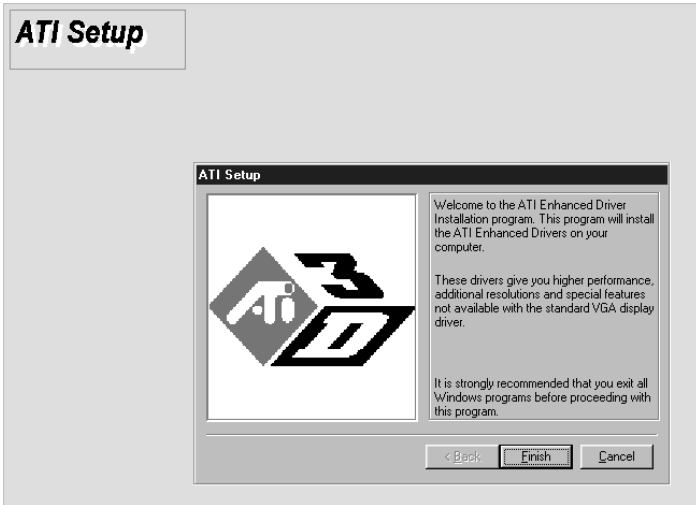 ATI Setup
ATI Setup
Welcome to the ATI Enhanced Driver
Installation program. This program will install
the ATI Enhanced Drivers on your
computer.
These drivers give you higher performance,
additional resolutions and special features
not available with the standard VGA display
driver.
It is strongly recommended that you exit all
Windows programs before proceeding with
this program.
ATi
3
D
< Back
Finish
Cancel